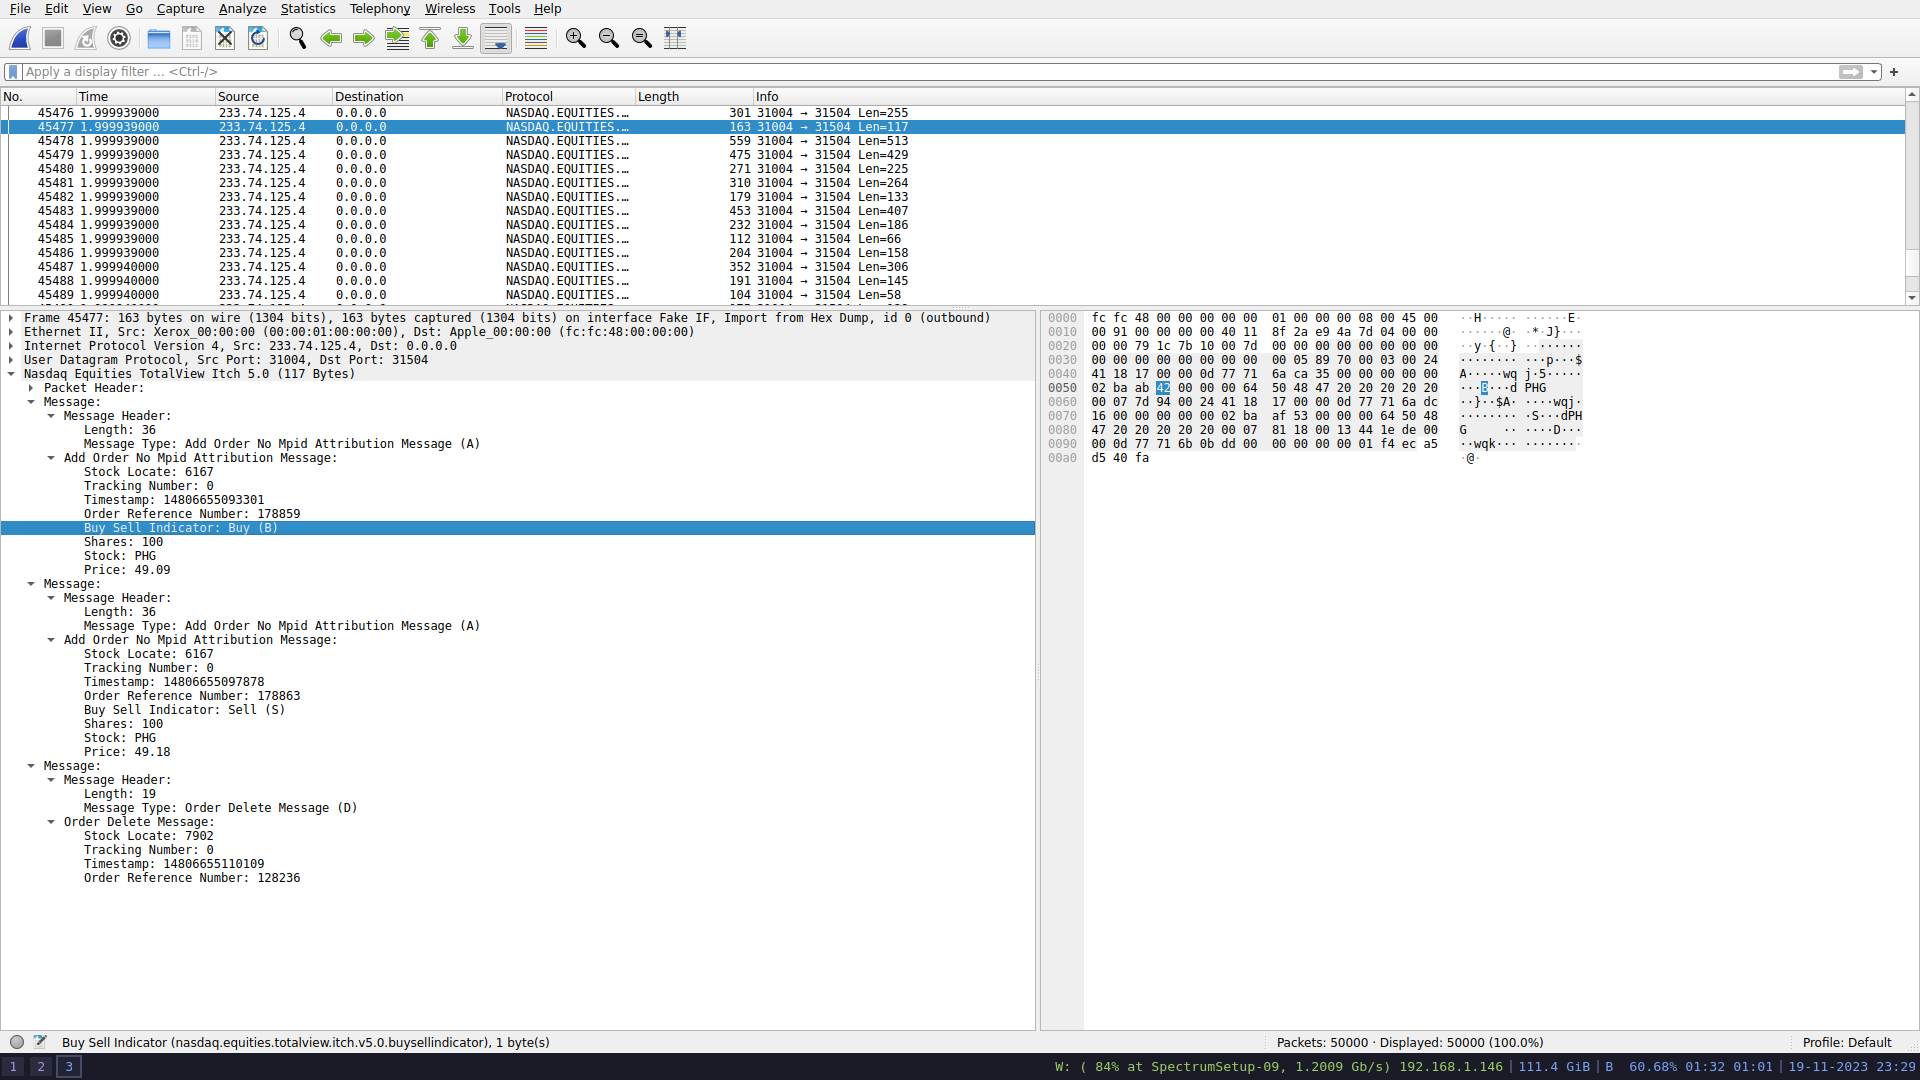 File Edit View Go Capture Analyze Statistics Telephony Wireless Tools Help
Apply a display filter ... <Ctrl-/>
No. Time Source Destination Protocol Length Info
45476 1.999939000 233.74.125.4 0.0.0.0 NASDAQ.EQUITIES.… 301 31004 → 31504 Len=255
45477 1.999939000 233.74.125.4 0.0.0.0 NASDAQ.EQUITIES.… 163 31004 → 31504 Len=117
45478 1.999939000 233.74.125.4 0.0.0.0 NASDAQ.EQUITIES.… 559 31004 → 31504 Len=513
45479 1.999939000 233.74.125.4 0.0.0.0 NASDAQ.EQUITIES.… 475 31004 → 31504 Len=429
45480 1.999939000 233.74.125.4 0.0.0.0 NASDAQ.EQUITIES.… 271 31004 → 31504 Len=225
45481 1.999939000 233.74.125.4 0.0.0.0 NASDAQ.EQUITIES.… 310 31004 → 31504 Len=264
45482 1.999939000 233.74.125.4 0.0.0.0 NASDAQ.EQUITIES.… 179 31004 → 31504 Len=133
45483 1.999939000 233.74.125.4 0.0.0.0 NASDAQ.EQUITIES.… 453 31004 → 31504 Len=407
45484 1.999939000 233.74.125.4 0.0.0.0 NASDAQ.EQUITIES.… 232 31004 → 31504 Len=186
45485 1.999939000 233.74.125.4 0.0.0.0 NASDAQ.EQUITIES.… 112 31004 → 31504 Len=66
45486 1.999939000 233.74.125.4 0.0.0.0 NASDAQ.EQUITIES.… 204 31004 → 31504 Len=158
45487 1.999940000 233.74.125.4 0.0.0.0 NASDAQ.EQUITIES.… 352 31004 → 31504 Len=306
45488 1.999940000 233.74.125.4 0.0.0.0 NASDAQ.EQUITIES.… 191 31004 → 31504 Len=145
45489 1.999940000 233.74.125.4 0.0.0.0 NASDAQ.EQUITIES.… 104 31004 → 31504 Len=58
Frame 45477: 163 bytes on wire (1304 bits), 163 bytes captured (1304 bits) on interface Fake IF, Import from Hex Dump, id 0 (outbound)
Ethernet II, Src: Xerox_00:00:00 (00:00:01:00:00:00), Dst: Apple_00:00:00 (fc:fc:48:00:00:00)
Internet Protocol Version 4, Src: 233.74.125.4, Dst: 0.0.0.0
User Datagram Protocol, Src Port: 31004, Dst Port: 31504
Nasdaq Equities TotalView Itch 5.0 (117 Bytes)
Packet Header:
Message:
Message Header:
Length: 36
Message Type: Add Order No Mpid Attribution Message (A)
Add Order No Mpid Attribution Message:
Stock Locate: 6167
Tracking Number: 0
Timestamp: 14806655093301
Order Reference Number: 178859
Buy Sell Indicator: Buy (B)
Shares: 100
Stock: PHG
Price: 49.09
Message:
Message Header:
Length: 36
Message Type: Add Order No Mpid Attribution Message (A)
Add Order No Mpid Attribution Message:
Stock Locate: 6167
Tracking Number: 0
Timestamp: 14806655097878
Order Reference Number: 178863
Buy Sell Indicator: Sell (S)
Shares: 100
Stock: PHG
Price: 49.18
Message:
Message Header:
Length: 19
Message Type: Order Delete Message (D)
Order Delete Message:
Stock Locate: 7902
Tracking Number: 0
Timestamp: 14806655110109
Order Reference Number: 128236
0000 fc fc 48 00 00 00 00 00 01 00 00 00 08 00 45 00 ··H····· ······E·
0010 00 91 00 00 00 00 40 11 8f 2a e9 4a 7d 04 00 00 ······@· ·*·J}···
0020 00 00 79 1c 7b 10 00 7d 00 00 00 00 00 00 00 00 ··y·{··} ········
0030 00 00 00 00 00 00 00 00 00 05 89 70 00 03 00 24 ········ ···p···$
0040 41 18 17 00 00 0d 77 71 6a ca 35 00 00 00 00 00 A·····wq j·5·····
0050 02 ba ab 42 00 00 00 64 50 48 47 20 20 20 20 20 ···B···d PHG
0060 00 07 7d 94 00 24 41 18 17 00 00 0d 77 71 6a dc ··}··$A· ····wqj·
0070 16 00 00 00 00 00 02 ba af 53 00 00 00 64 50 48 ········ ·S···dPH
0080 47 20 20 20 20 20 00 07 81 18 00 13 44 1e de 00 G ·· ····D···
0090 00 0d 77 71 6b 0b dd 00 00 00 00 00 01 f4 ec a5 ··wqk··· ········
00a0 d5 40 fa ·@·
Buy Sell Indicator (nasdaq.equities.totalview.itch.v5.0.buysellindicator), 1 byte(s) Packets: 50000 · Displayed: 50000 (100.0%) Profile: Default
1 2 3 W: ( 84% at SpectrumSetup-09, 1.2009 Gb/s) 192.168.1.146 | 111.4 GiB | B 60.68% 01:32 01:01 | 19-11-2023 23:29